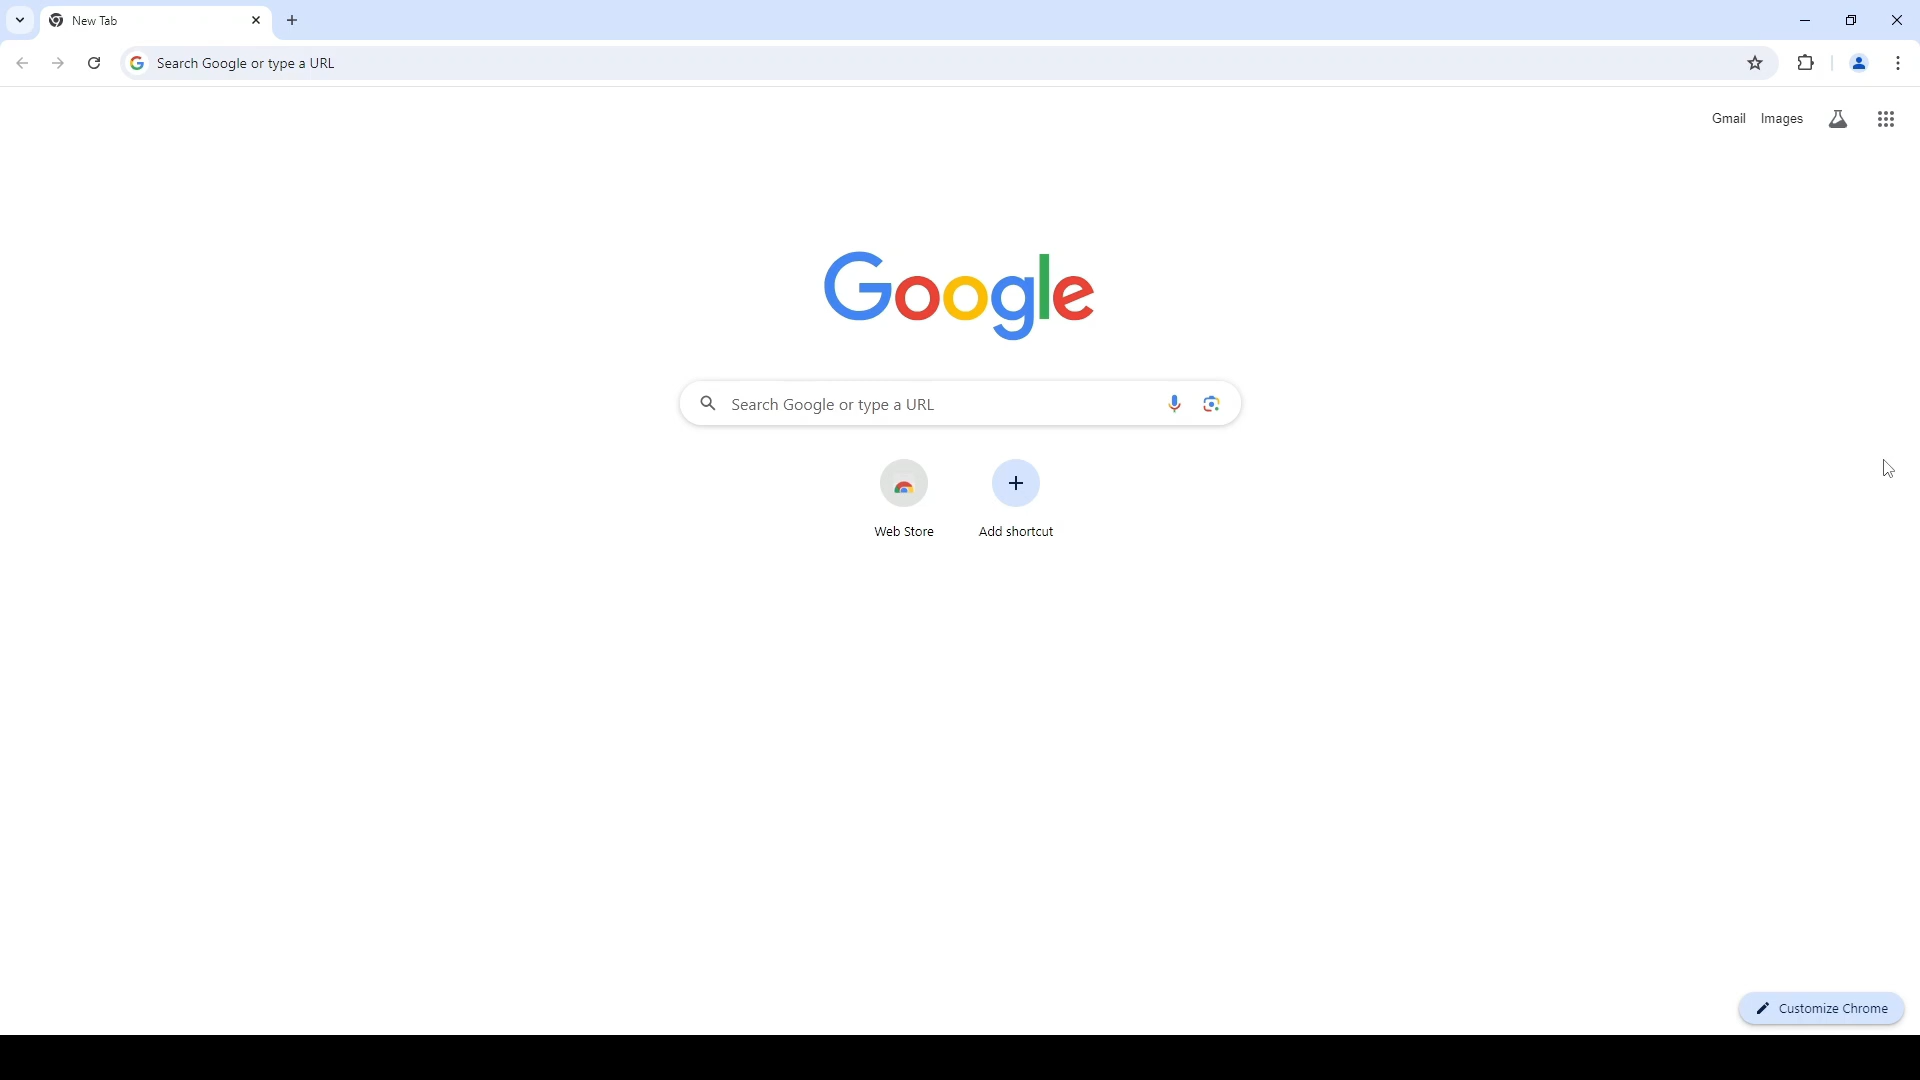 New Tab
Search Google or type a URL
Gmail Images
Google
Search Google or type a URL
Web Store Add shortcut
Customize Chrome